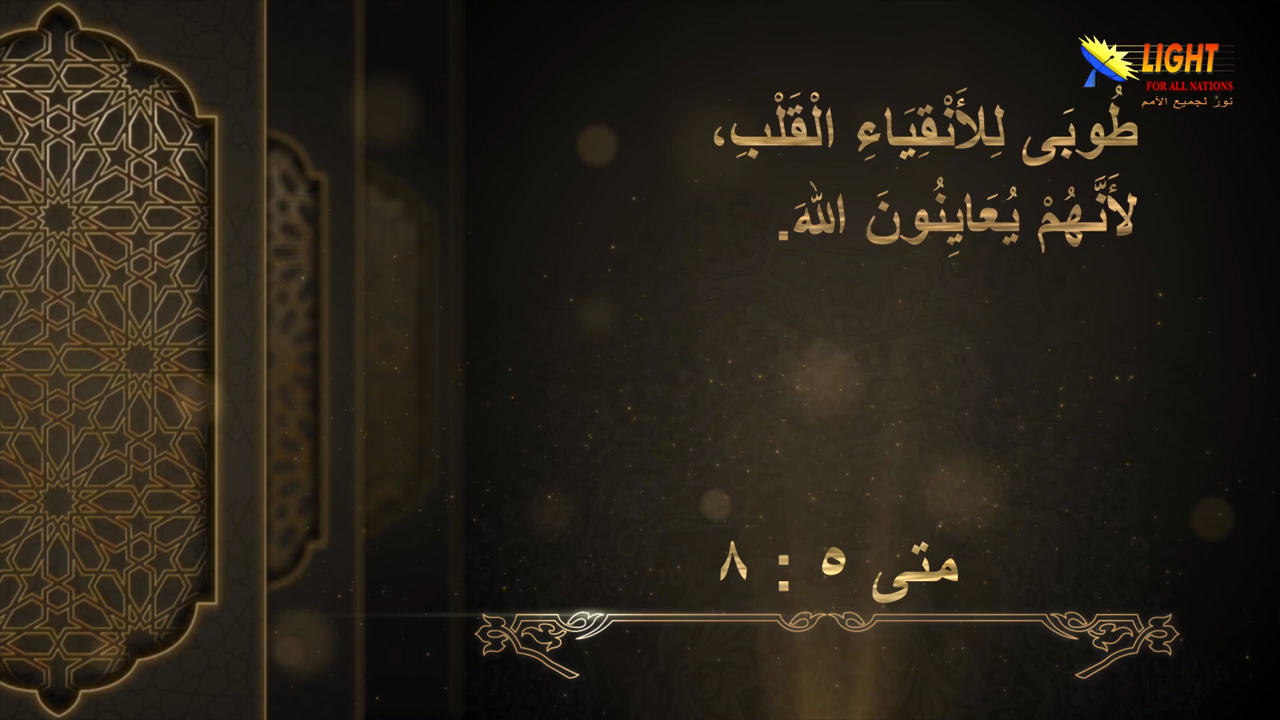 LIGHT
FOR ALL NATIONS
نور لجميع الأمم
طُوبَى لِلأَنْقِيَاءِ الْقَلْبِ،
لأَنَّهُمْ يُعَايِنُونَ اللهَ.
متى ٥ : ٨